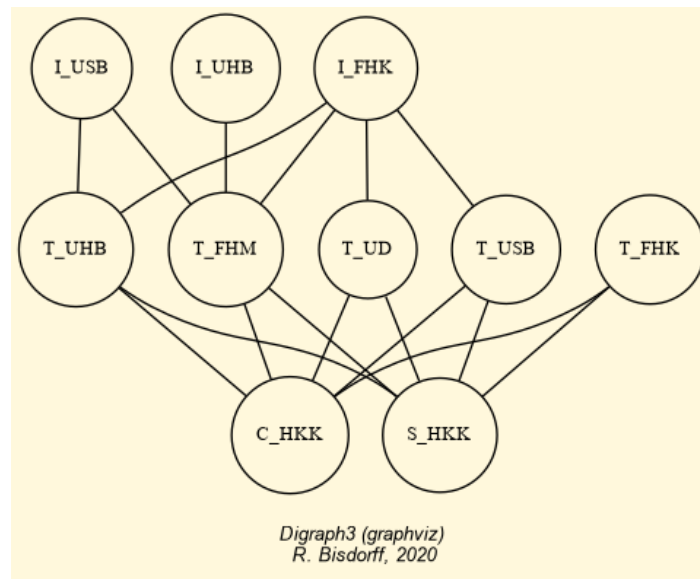 I_USB
I_UHB
I_FHK
T_UHB
T_FHM
T_UD
T_USB
T_FHK
C_HKK
S_HKK
Digraph3 (graphviz)
R. Bisdorff, 2020